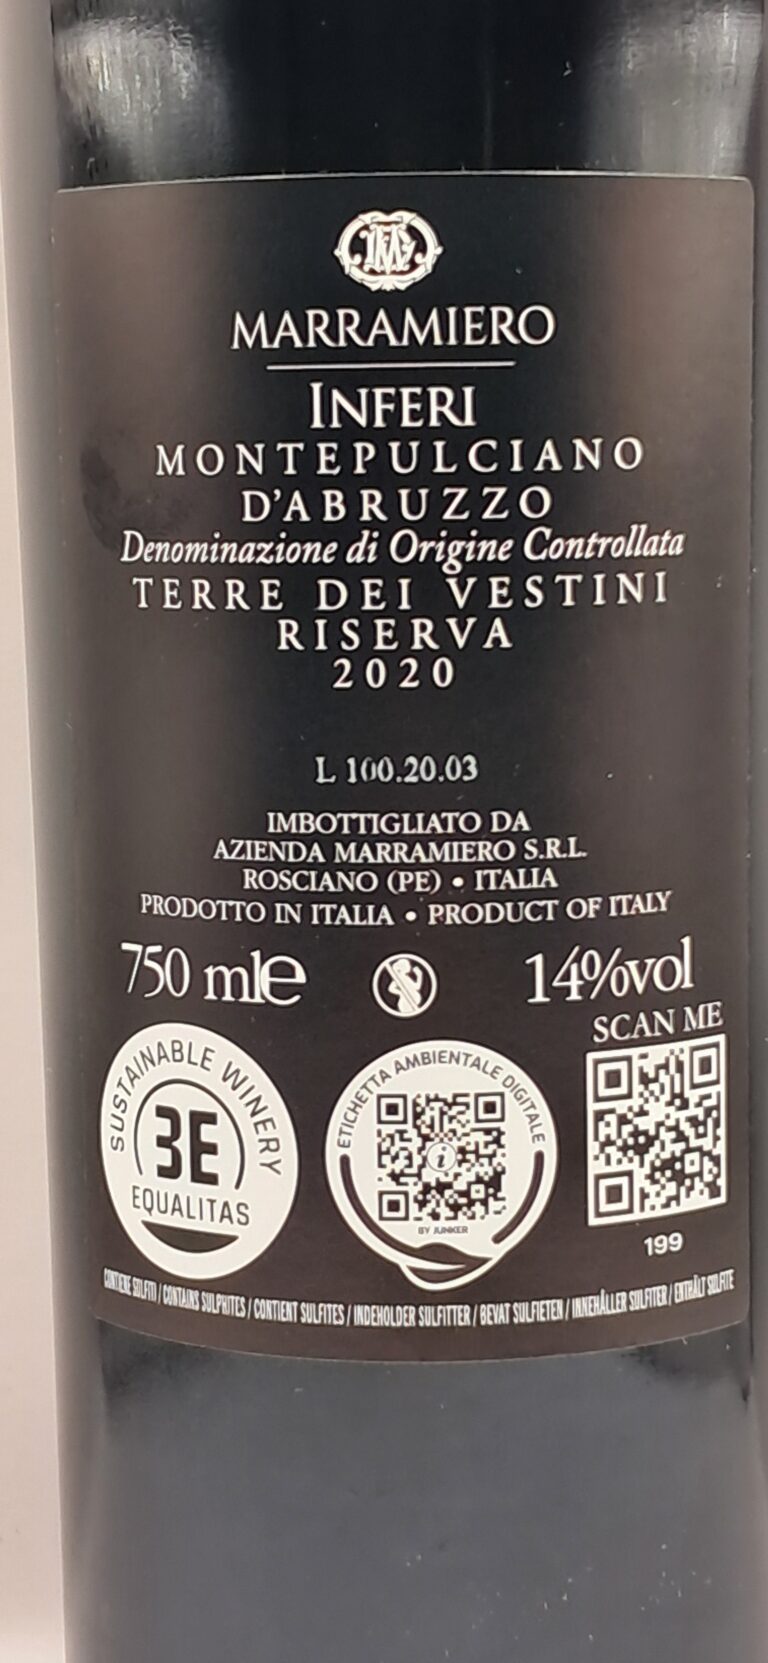 MARRAMIERO
INFERI
MONTEPULCIANO
D'ABRUZZO
Denominazione di Origine Controllata
TERRE DEI VESTINI
RISERVA
2020
L 100.20.03
IMBOTTIGLIATO DA
AZIENDA MARRAMIERO S.R.L.
ROSCIANO (PE) • ITALIA
PRODOTTO IN ITALIA • PRODUCT OF ITALY
750 ml e
14%vol
SCAN ME
SUSTAINABLE WINERY
3E
EQUALITAS
ETICHETTA AMBIENTALE DIGITALE
i
BY JUNKER
199
CONTIENE SOLFITI / CONTAINS SULPHITES / CONTIENT SULFITES / INDEHOLDER SULFITTER / BEVAT SULFIETEN / INNEHÅLLER SULFITER / ENTHÄLT SULFITE